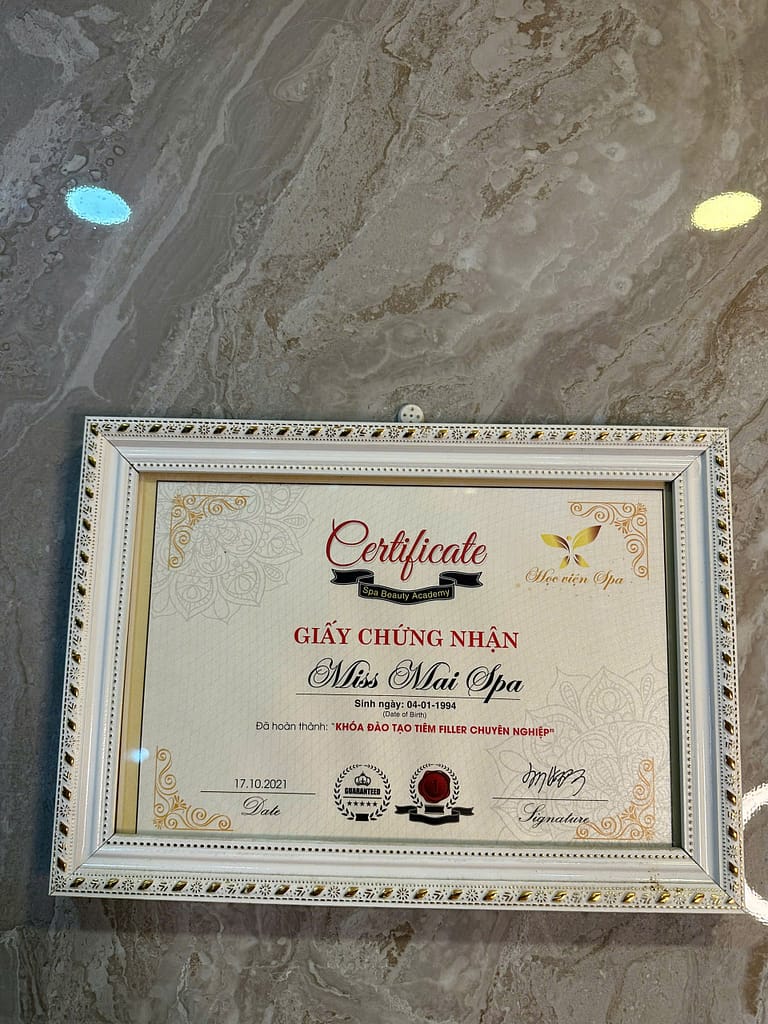 Certificate
Spa Beauty Academy
Học viện Spa
GIẤY CHỨNG NHẬN
Miss Mai Spa
Sinh ngày: 04-01-1994
(Date of Birth)
Đã hoàn thành: "KHÓA ĐÀO TẠO TIÊM FILLER CHUYÊN NGHIỆP"
17.10.2021
Date
GUARANTEED
Signature